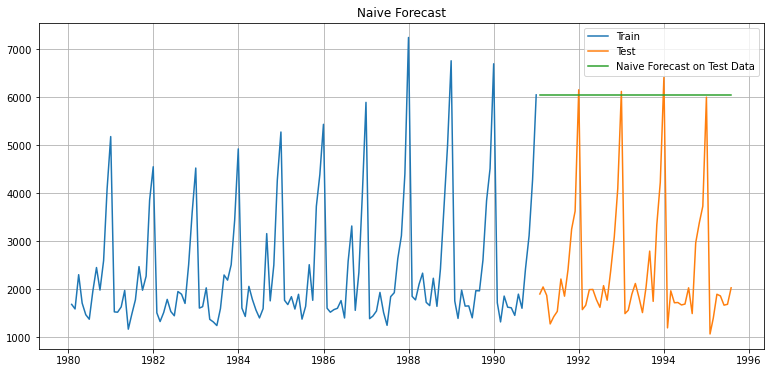 Naive Forecast
Train
Test
Naive Forecast on Test Data
7000
6000
5000
4000
3000
2000
1000
1980 1982 1984 1986 1988 1990 1992 1994 1996